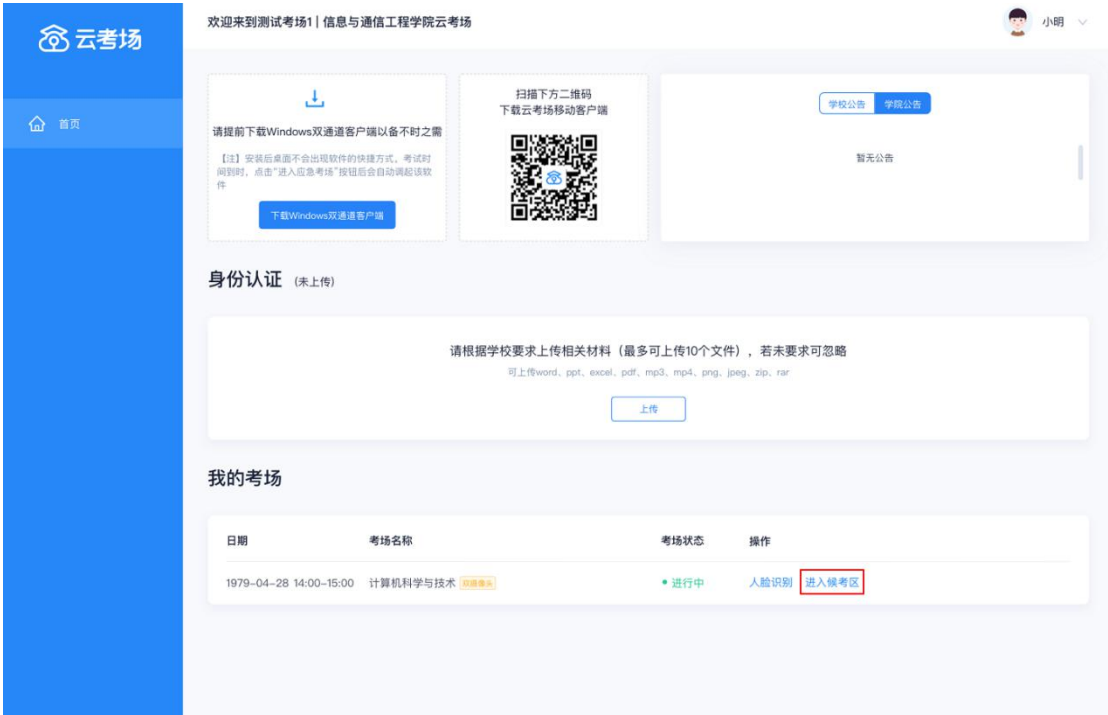 云考场
欢迎来到测试考场1 | 信息与通信工程学院云考场
小明
首页
请提前下载Windows双通道客户端以备不时之需
【注】安装后桌面不会出现软件的快捷方式，考试时
间到时，点击“进入应急考场”按钮后会自动调起该软
件
下载Windows双通道客户端
扫描下方二维码
下载云考场移动客户端
学校公告 学院公告
暂无公告
身份认证 (未上传)
请根据学校要求上传相关材料（最多可上传10个文件），若未要求可忽略
可上传word、ppt、excel、pdf、mp3、mp4、png、jpeg、zip、rar
上传
我的考场
日期 考场名称 考场状态 操作
1979-04-28 14:00-15:00 计算机科学与技术 双摄像头 进行中 人脸识别 进入候考区